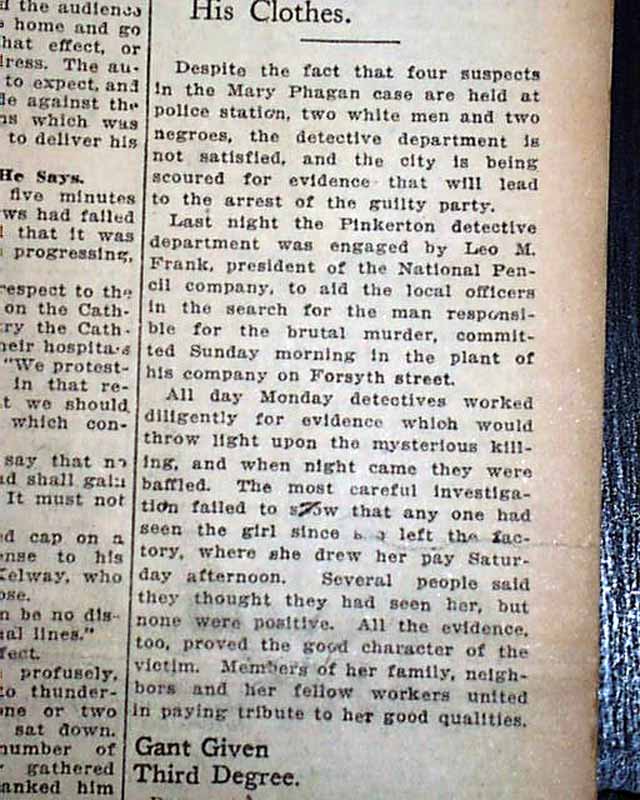 d the audience
home and go
hat effect, or
dress. The au-
to expect, and
de against the
ns which was
to deliver his
He Says.
five minutes
ws had failed
that it was
progressing,
respect to the
on the Cath-
ry the Cath-
heir hospita's
"We protest-
in that re-
t we should
which con-
say that no
ad shall gain
It must not
ed cap on a
ense to his
Kelway, who
ose.
n be no dis-
al lines."
fect.
profusely,
to thunder-
one or two
sat down.
number of
gathered
anked him
His Clothes.
Despite the fact that four suspects
in the Mary Phagan case are held at
police station, two white men and two
negroes, the detective department is
not satisfied, and the city is being
scoured for evidence that will lead
to the arrest of the guilty party.
Last night the Pinkerton detective
department was engaged by Leo M.
Frank, president of the National Pen-
cil company, to aid the local officers
in the search for the man responsi-
ble for the brutal murder, commit-
ted Sunday morning in the plant of
his company on Forsyth street.
All day Monday detectives worked
diligently for evidence which would
throw light upon the mysterious kill-
ing, and when night came they were
baffled. The most careful investiga-
tion failed to show that any one had
seen the girl since left the fac-
tory, where she drew her pay Satur-
day afternoon. Several people said
they thought they had seen her, but
none were positive. All the evidence,
too, proved the good character of the
victim. Members of her family, neigh-
bors and her fellow workers united
in paying tribute to her good qualities.
Gant Given
Third Degree.